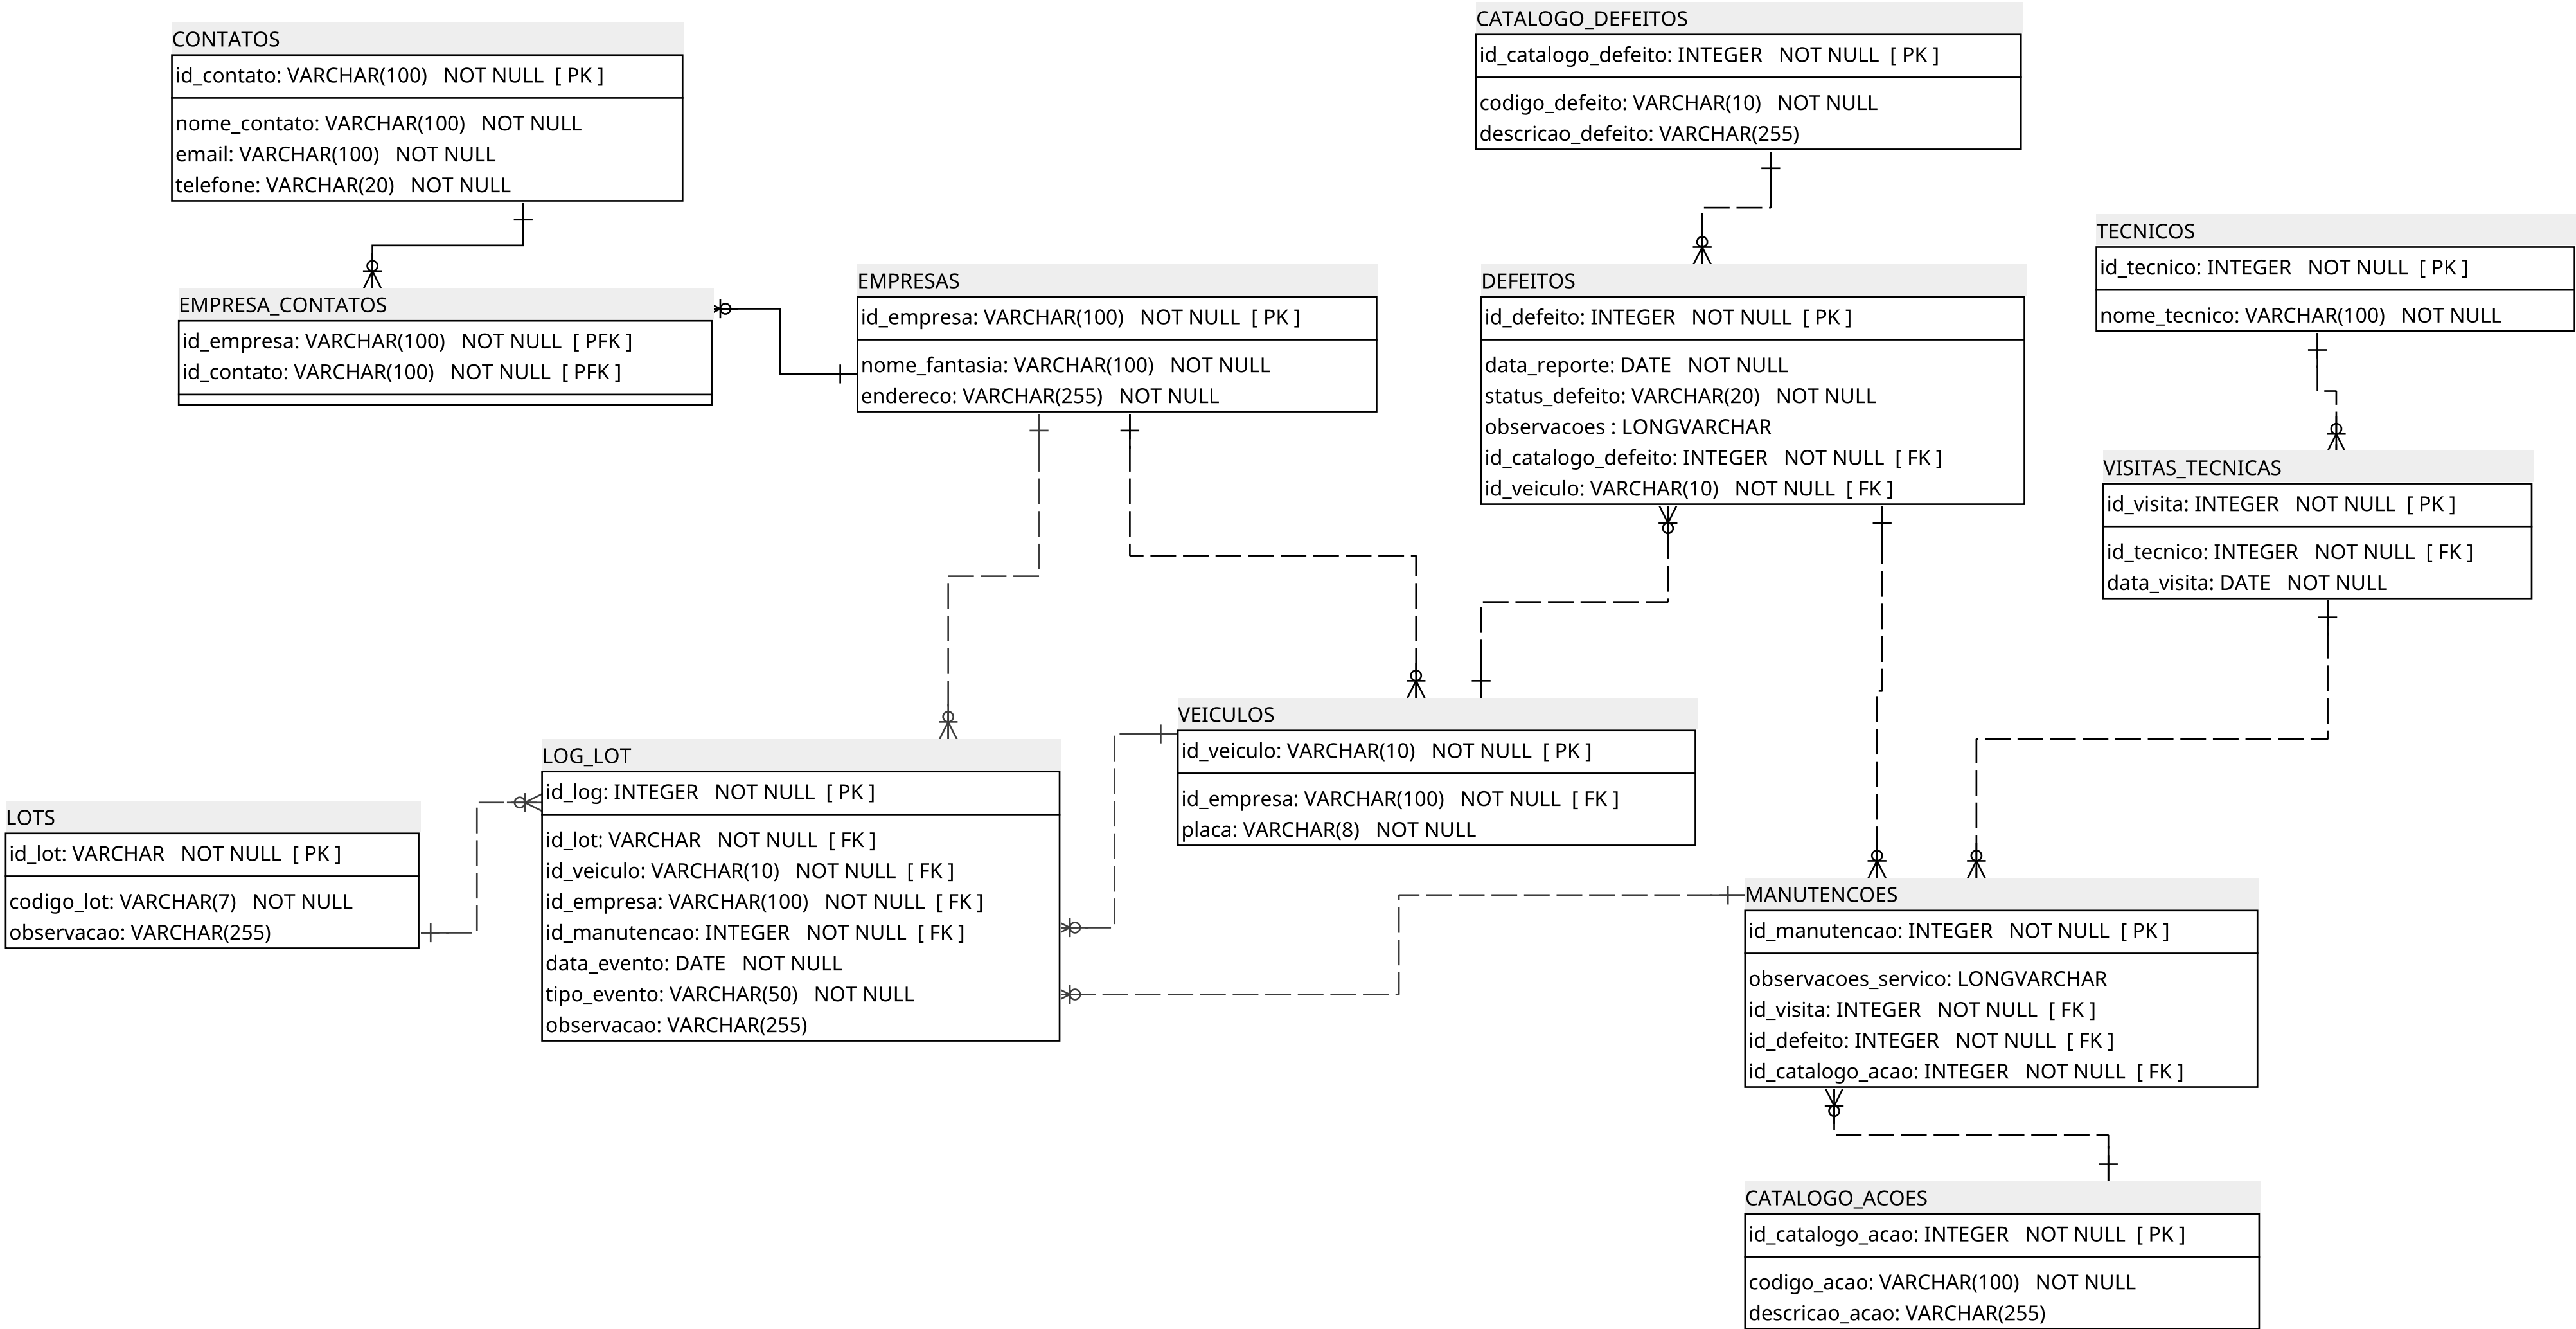 CONTATOS
id_contato: VARCHAR(100) NOT NULL [ PK ]
nome_contato: VARCHAR(100) NOT NULL
email: VARCHAR(100) NOT NULL
telefone: VARCHAR(20) NOT NULL
CATALOGO_DEFEITOS
id_catalogo_defeito: INTEGER NOT NULL [ PK ]
codigo_defeito: VARCHAR(10) NOT NULL
descricao_defeito: VARCHAR(255)
EMPRESA_CONTATOS
id_empresa: VARCHAR(100) NOT NULL [ PFK ]
id_contato: VARCHAR(100) NOT NULL [ PFK ]
EMPRESAS
id_empresa: VARCHAR(100) NOT NULL [ PK ]
nome_fantasia: VARCHAR(100) NOT NULL
endereco: VARCHAR(255) NOT NULL
DEFEITOS
id_defeito: INTEGER NOT NULL [ PK ]
data_reporte: DATE NOT NULL
status_defeito: VARCHAR(20) NOT NULL
observacoes : LONGVARCHAR
id_catalogo_defeito: INTEGER NOT NULL [ FK ]
id_veiculo: VARCHAR(10) NOT NULL [ FK ]
TECNICOS
id_tecnico: INTEGER NOT NULL [ PK ]
nome_tecnico: VARCHAR(100) NOT NULL
VISITAS_TECNICAS
id_visita: INTEGER NOT NULL [ PK ]
id_tecnico: INTEGER NOT NULL [ FK ]
data_visita: DATE NOT NULL
LOTS
id_lot: VARCHAR NOT NULL [ PK ]
codigo_lot: VARCHAR(7) NOT NULL
observacao: VARCHAR(255)
LOG_LOT
id_log: INTEGER NOT NULL [ PK ]
id_lot: VARCHAR NOT NULL [ FK ]
id_veiculo: VARCHAR(10) NOT NULL [ FK ]
id_empresa: VARCHAR(100) NOT NULL [ FK ]
id_manutencao: INTEGER NOT NULL [ FK ]
data_evento: DATE NOT NULL
tipo_evento: VARCHAR(50) NOT NULL
observacao: VARCHAR(255)
VEICULOS
id_veiculo: VARCHAR(10) NOT NULL [ PK ]
id_empresa: VARCHAR(100) NOT NULL [ FK ]
placa: VARCHAR(8) NOT NULL
MANUTENCOES
id_manutencao: INTEGER NOT NULL [ PK ]
observacoes_servico: LONGVARCHAR
id_visita: INTEGER NOT NULL [ FK ]
id_defeito: INTEGER NOT NULL [ FK ]
id_catalogo_acao: INTEGER NOT NULL [ FK ]
CATALOGO_ACOES
id_catalogo_acao: INTEGER NOT NULL [ PK ]
codigo_acao: VARCHAR(100) NOT NULL
descricao_acao: VARCHAR(255)